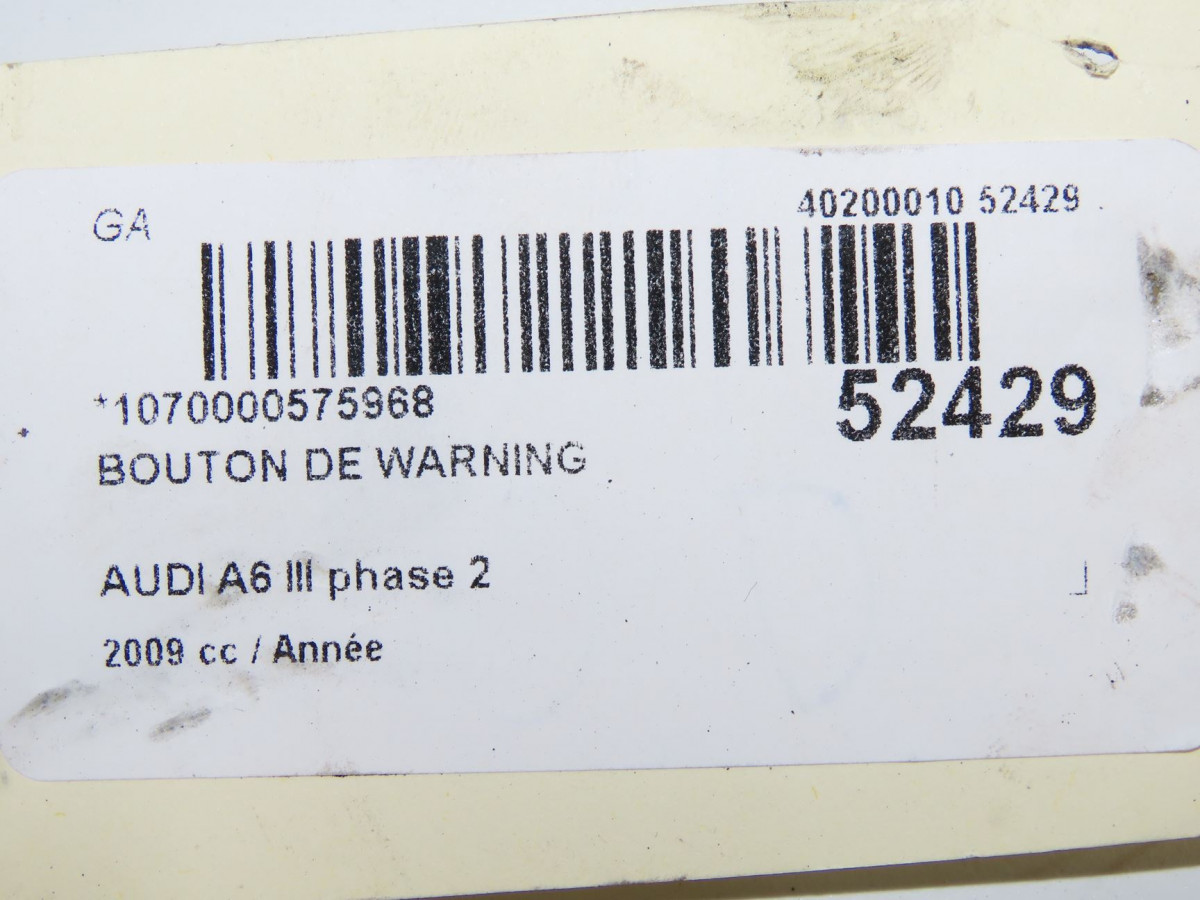 GA
40200010 52429
*1070000575968
52429
BOUTON DE WARNING
AUDI A6 III phase 2
2009 cc / Année